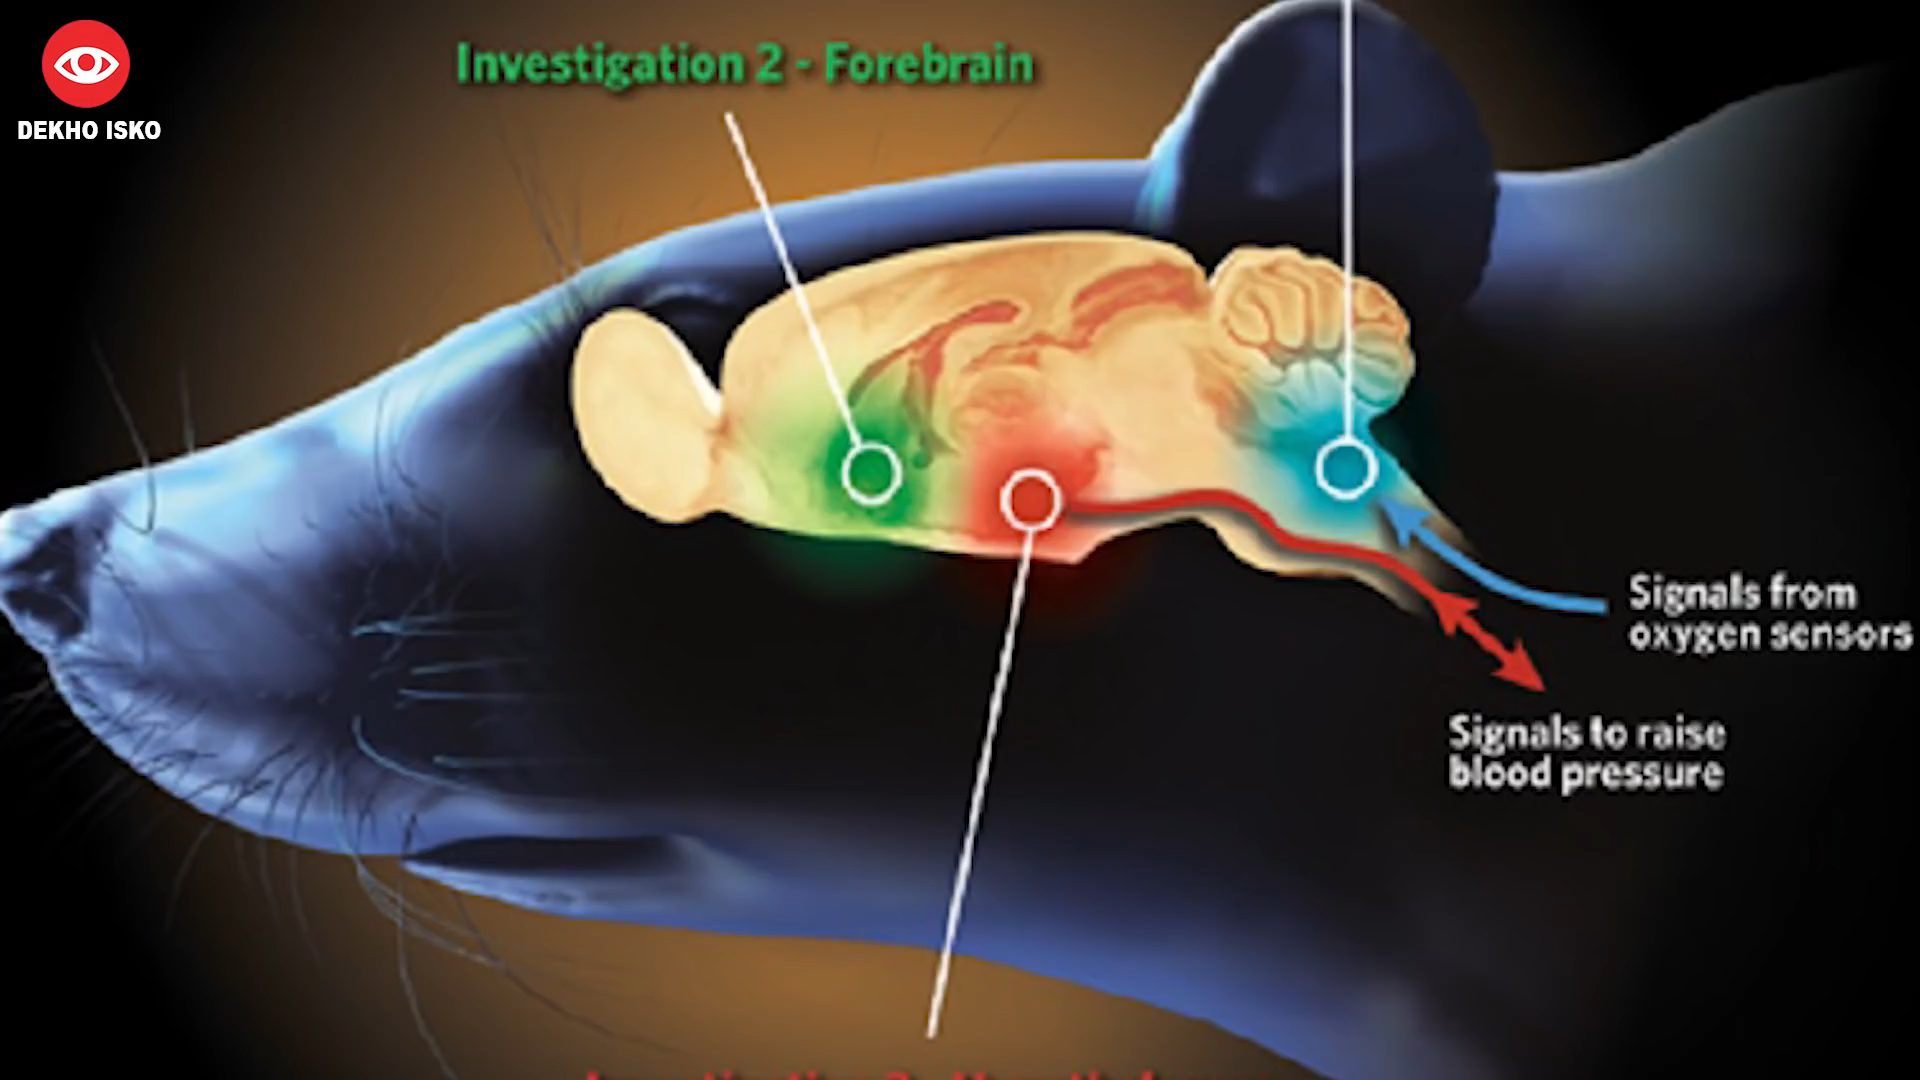 DEKHO ISKO
Investigation 2 - Forebrain
Signals from
oxygen sensors
Signals to raise
blood pressure